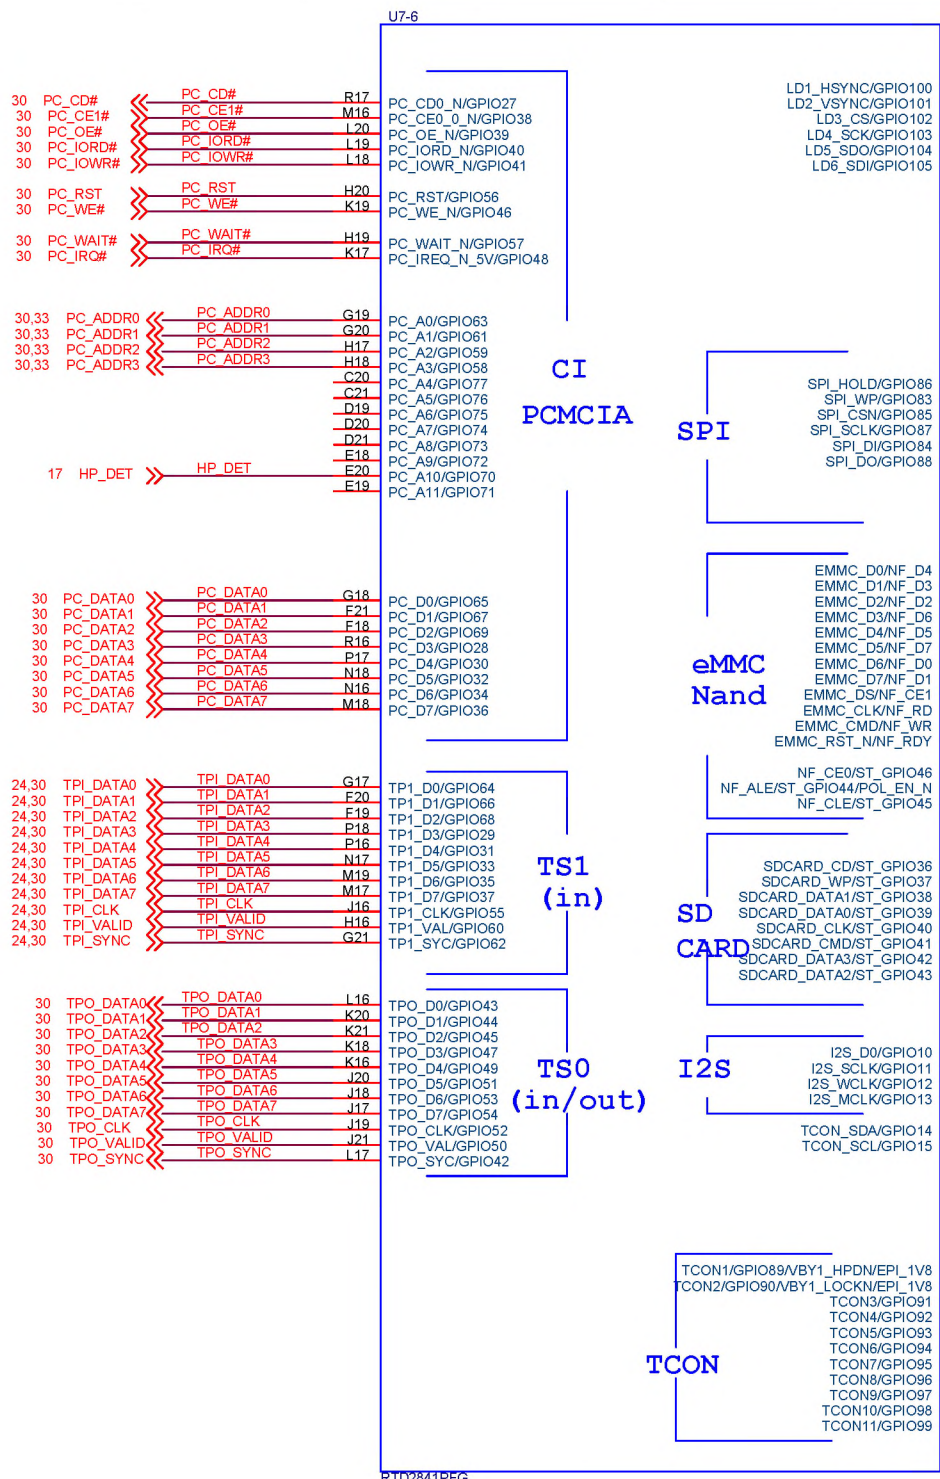 U7-6
30 PC_CD# PC_CD# R17 PC_CD0_N/GPIO27
30 PC_CE1# PC_CE1# M16 PC_CE0_0_N/GPIO38
30 PC_OE# PC_OE# L20 PC_OE_N/GPIO39
30 PC_IORD# PC_IORD# L19 PC_IORD_N/GPIO40
30 PC_IOWR# PC_IOWR# L18 PC_IOWR_N/GPIO41
30 PC_RST PC_RST H20 PC_RST/GPIO56
30 PC_WE# PC_WE# K19 PC_WE_N/GPIO46
30 PC_WAIT# PC_WAIT# H19 PC_WAIT_N/GPIO57
30 PC_IRQ# PC_IRQ# K17 PC_IREQ_N_5V/GPIO48
30,33 PC_ADDR0 PC_ADDR0 G19 PC_A0/GPIO63
30,33 PC_ADDR1 PC_ADDR1 G20 PC_A1/GPIO61
30,33 PC_ADDR2 PC_ADDR2 H17 PC_A2/GPIO59
30,33 PC_ADDR3 PC_ADDR3 H18 PC_A3/GPIO58
C20 PC_A4/GPIO77
C21 PC_A5/GPIO76
D19 PC_A6/GPIO75
D20 PC_A7/GPIO74
D21 PC_A8/GPIO73
E18 PC_A9/GPIO72
17 HP_DET HP_DET E20 PC_A10/GPIO70
E19 PC_A11/GPIO71
CI
PCMCIA
30 PC_DATA0 PC_DATA0 G18 PC_D0/GPIO65
30 PC_DATA1 PC_DATA1 F21 PC_D1/GPIO67
30 PC_DATA2 PC_DATA2 F18 PC_D2/GPIO69
30 PC_DATA3 PC_DATA3 R16 PC_D3/GPIO28
30 PC_DATA4 PC_DATA4 P17 PC_D4/GPIO30
30 PC_DATA5 PC_DATA5 N18 PC_D5/GPIO32
30 PC_DATA6 PC_DATA6 N16 PC_D6/GPIO34
30 PC_DATA7 PC_DATA7 M18 PC_D7/GPIO36
24,30 TPI_DATA0 TPI_DATA0 G17 TP1_D0/GPIO64
24,30 TPI_DATA1 TPI_DATA1 F20 TP1_D1/GPIO66
24,30 TPI_DATA2 TPI_DATA2 F19 TP1_D2/GPIO68
24,30 TPI_DATA3 TPI_DATA3 P18 TP1_D3/GPIO29
24,30 TPI_DATA4 TPI_DATA4 P16 TP1_D4/GPIO31
24,30 TPI_DATA5 TPI_DATA5 N17 TP1_D5/GPIO33
24,30 TPI_DATA6 TPI_DATA6 M19 TP1_D6/GPIO35
24,30 TPI_DATA7 TPI_DATA7 M17 TP1_D7/GPIO37
24,30 TPI_CLK TPI_CLK J16 TP1_CLK/GPIO55
24,30 TPI_VALID TPI_VALID H16 TP1_VAL/GPIO60
24,30 TPI_SYNC TPI_SYNC G21 TP1_SYC/GPIO62
TS1
(in)
30 TPO_DATA0 TPO_DATA0 L16 TPO_D0/GPIO43
30 TPO_DATA1 TPO_DATA1 K20 TPO_D1/GPIO44
30 TPO_DATA2 TPO_DATA2 K21 TPO_D2/GPIO45
30 TPO_DATA3 TPO_DATA3 K18 TPO_D3/GPIO47
30 TPO_DATA4 TPO_DATA4 K16 TPO_D4/GPIO49
30 TPO_DATA5 TPO_DATA5 J20 TPO_D5/GPIO51
30 TPO_DATA6 TPO_DATA6 J18 TPO_D6/GPIO53
30 TPO_DATA7 TPO_DATA7 J17 TPO_D7/GPIO54
30 TPO_CLK TPO_CLK J19 TPO_CLK/GPIO52
30 TPO_VALID TPO_VALID J21 TPO_VAL/GPIO50
30 TPO_SYNC TPO_SYNC L17 TPO_SYC/GPIO42
TS0
(in/out)
LD1_HSYNC/GPIO100
LD2_VSYNC/GPIO101
LD3_CS/GPIO102
LD4_SCK/GPIO103
LD5_SDO/GPIO104
LD6_SDI/GPIO105
SPI
SPI_HOLD/GPIO86
SPI_WP/GPIO83
SPI_CSN/GPIO85
SPI_SCLK/GPIO87
SPI_DI/GPIO84
SPI_DO/GPIO88
eMMC
Nand
EMMC_D0/NF_D4
EMMC_D1/NF_D3
EMMC_D2/NF_D2
EMMC_D3/NF_D6
EMMC_D4/NF_D5
EMMC_D5/NF_D7
EMMC_D6/NF_D0
EMMC_D7/NF_D1
EMMC_DS/NF_CE1
EMMC_CLK/NF_RD
EMMC_CMD/NF_WR
EMMC_RST_N/NF_RDY
NF_CE0/ST_GPIO46
NF_ALE/ST_GPIO44/POL_EN_N
NF_CLE/ST_GPIO45
SD
CARD
SDCARD_CD/ST_GPIO36
SDCARD_WP/ST_GPIO37
SDCARD_DATA1/ST_GPIO38
SDCARD_DATA0/ST_GPIO39
SDCARD_CLK/ST_GPIO40
SDCARD_CMD/ST_GPIO41
SDCARD_DATA3/ST_GPIO42
SDCARD_DATA2/ST_GPIO43
I2S
I2S_D0/GPIO10
I2S_SCLK/GPIO11
I2S_WCLK/GPIO12
I2S_MCLK/GPIO13
TCON_SDA/GPIO14
TCON_SCL/GPIO15
TCON
TCON1/GPIO89/VBY1_HPDN/EPI_1V8
TCON2/GPIO90/VBY1_LOCKN/EPI_1V8
TCON3/GPIO91
TCON4/GPIO92
TCON5/GPIO93
TCON6/GPIO94
TCON7/GPIO95
TCON8/GPIO96
TCON9/GPIO97
TCON10/GPIO98
TCON11/GPIO99
RTD2841PEG